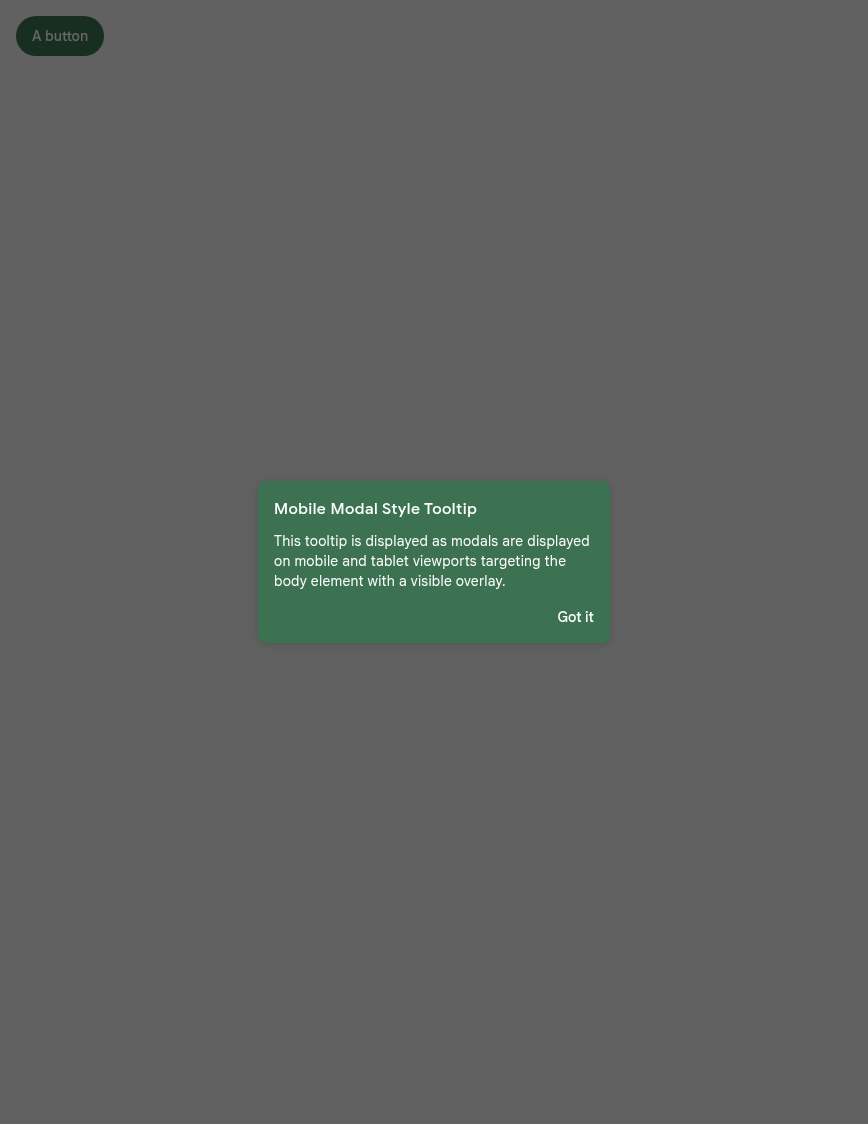 A button
Mobile Modal Style Tooltip
This tooltip is displayed as modals are displayed
on mobile and tablet viewports targeting the
body element with a visible overlay.
Got it